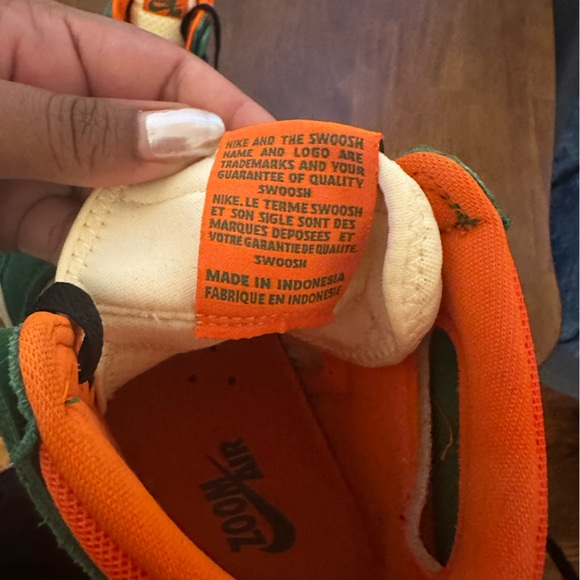 NIKE AND THE SWOOSH
NAME AND LOGO ARE
TRADEMARKS AND YOUR
GUARANTEE OF QUALITY
SWOOSH
NIKE. LE TERME SWOOSH
ET SON SIGLE SONT DES
MARQUES DEPOSEES ET
VOTRE GARANTIE DE QUALITE.
SWOOSH
MADE IN INDONESIA
FABRIQUE EN INDONESIE
ZOOM AIR